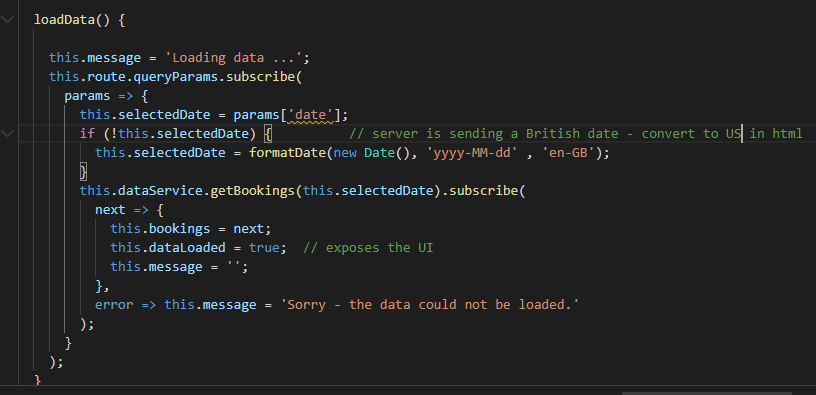 loadData() {
this.message = 'Loading data ...';
this.route.queryParams.subscribe(
params => {
this.selectedDate = params['date'];
if (!this.selectedDate) {          // server is sending a British date - convert to US in html
this.selectedDate = formatDate(new Date(), 'yyyy-MM-dd' , 'en-GB');
}
this.dataService.getBookings(this.selectedDate).subscribe(
next => {
this.bookings = next;
this.dataLoaded = true;  // exposes the UI
this.message = '';
},
error => this.message = 'Sorry - the data could not be loaded.'
);
}
);
}